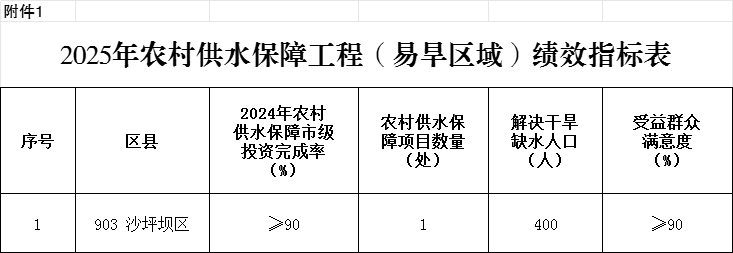 附件1
2025年农村供水保障工程（易旱区域）绩效指标表
序号
区县
2024年农村
供水保障市级
投资完成率
（%）
农村供水保
障项目数量
（处）
解决干旱
缺水人口
（人）
受益群众
满意度
（%）
1
903 沙坪坝区
≥90
1
400
≥90